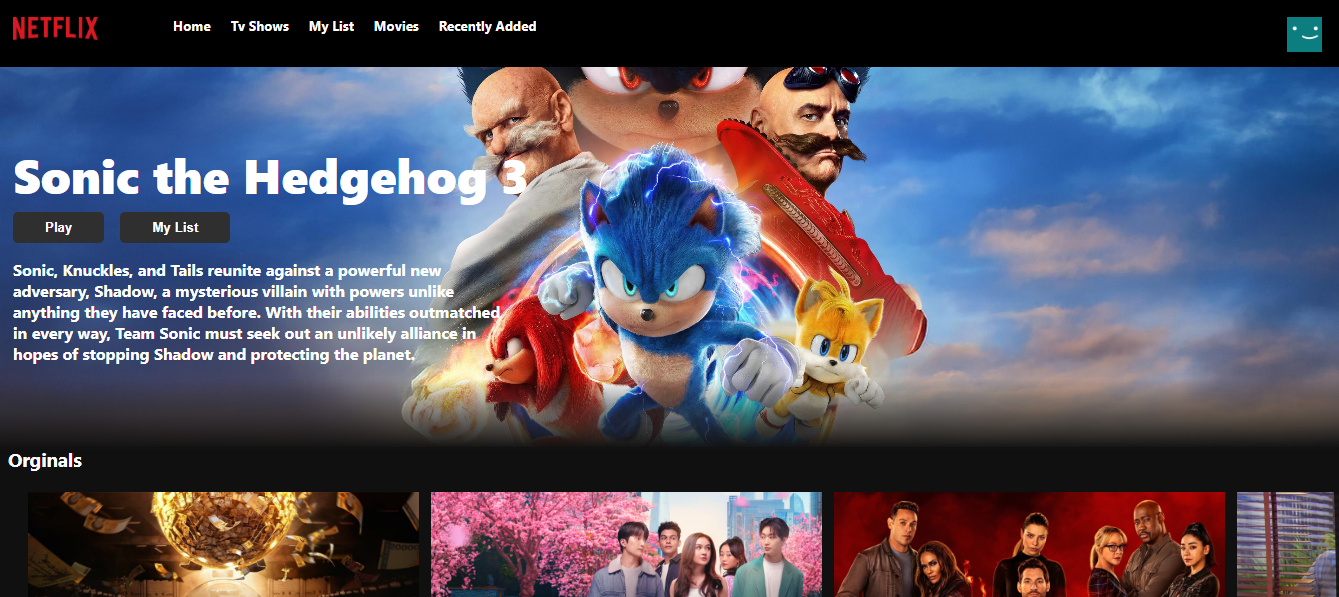 NETFLIX
Home Tv Shows My List Movies Recently Added
Sonic the Hedgehog 3
Play My List
Sonic, Knuckles, and Tails reunite against a powerful new
adversary, Shadow, a mysterious villain with powers unlike
anything they have faced before. With their abilities outmatched
in every way, Team Sonic must seek out an unlikely alliance in
hopes of stopping Shadow and protecting the planet.
Orginals